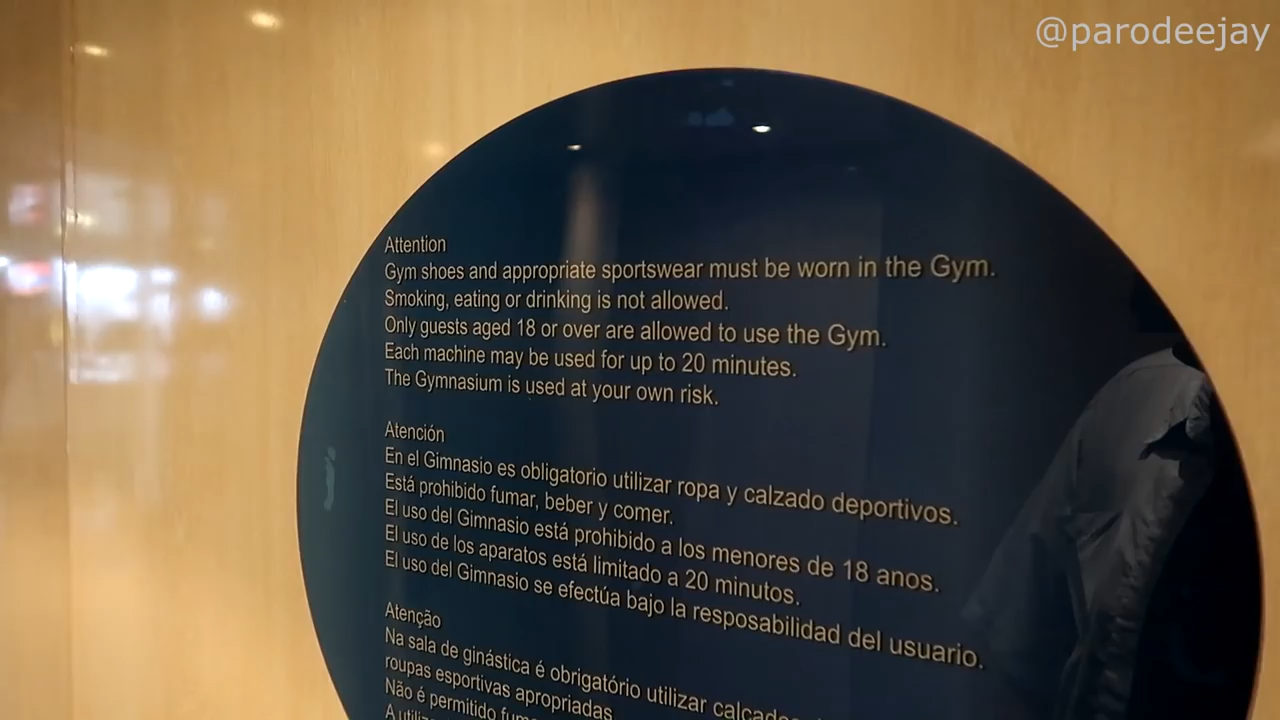 @parodeejay
Attention
Gym shoes and appropriate sportswear must be worn in the Gym.
Smoking, eating or drinking is not allowed.
Only guests aged 18 or over are allowed to use the Gym.
Each machine may be used for up to 20 minutes.
The Gymnasium is used at your own risk.
Atención
En el Gimnasio es obligatorio utilizar ropa y calzado deportivos.
Está prohibido fumar, beber y comer.
El uso del Gimnasio está prohibido a los menores de 18 anos.
El uso de los aparatos está limitado a 20 minutos.
El uso del Gimnasio se efectúa bajo la resposabilidad del usuario.
Atenção
Na sala de ginástica é obrigatório utilizar
roupas esportivas apropriadas
Não é permitido
A